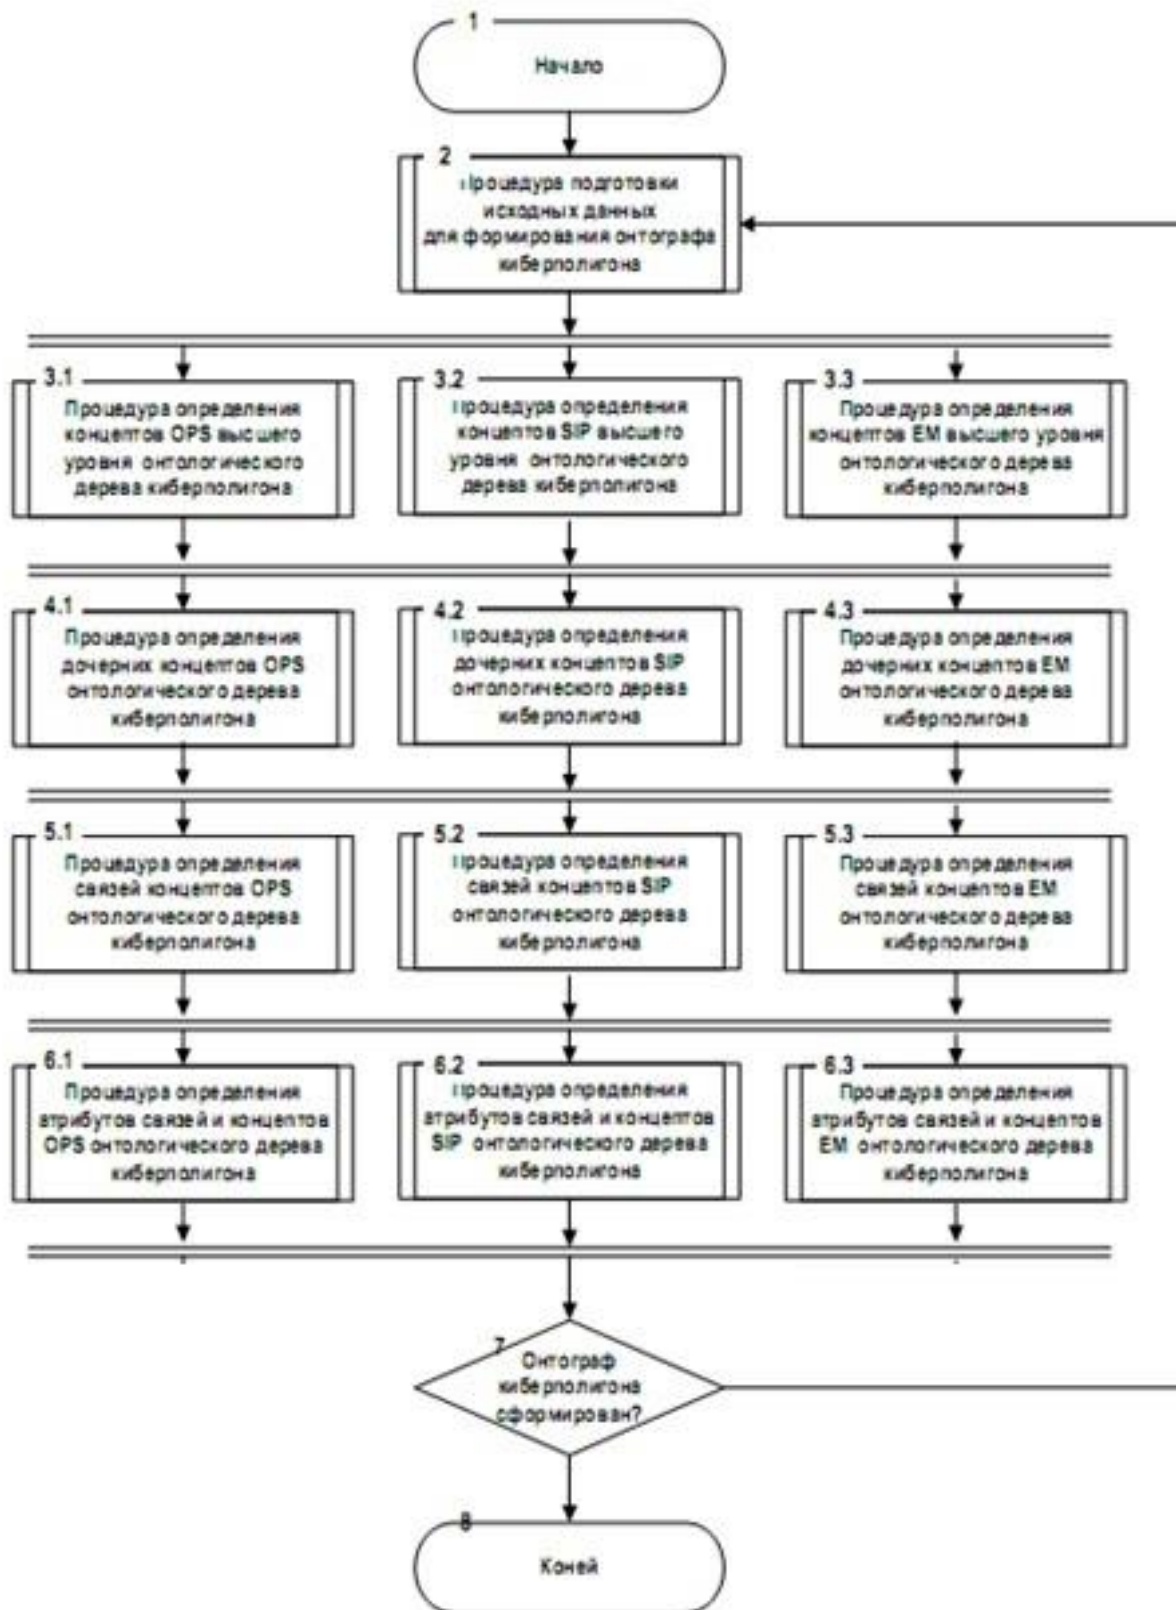 1
Начало
2
Процедура подготовки
исходных данных
для формирования онтографа
киберполигона
3.1
Процедура определения
концептов OPS высшего
уровня онтологического
дерева киберполигона
3.2
Процедура определения
концептов SIP высшего
уровня онтологического
дерева киберполигона
3.3
Процедура определения
концептов EM высшего уровня
онтологического дерева
киберполигона
4.1
Процедура определения
дочерних концептов OPS
онтологического дерева
киберполигона
4.2
Процедура определения
дочерних концептов SIP
онтологического дерева
киберполигона
4.3
Процедура определения
дочерних концептов EM
онтологического дерева
киберполигона
5.1
Процедура определения
связей концептов OPS
онтологического дерева
киберполигона
5.2
Процедура определения
связей концептов SIP
онтологического дерева
киберполигона
5.3
Процедура определения
связей концептов EM
онтологического дерева
киберполигона
6.1
Процедура определения
атрибутов связей и концептов
OPS онтологического дерева
киберполигона
6.2
Процедура определения
атрибутов связей и концептов
SIP онтологического дерева
киберполигона
6.3
Процедура определения
атрибутов связей и концептов
EM онтологического дерева
киберполигона
7
Онтограф
киберполигона
сформирован?
8
Коней